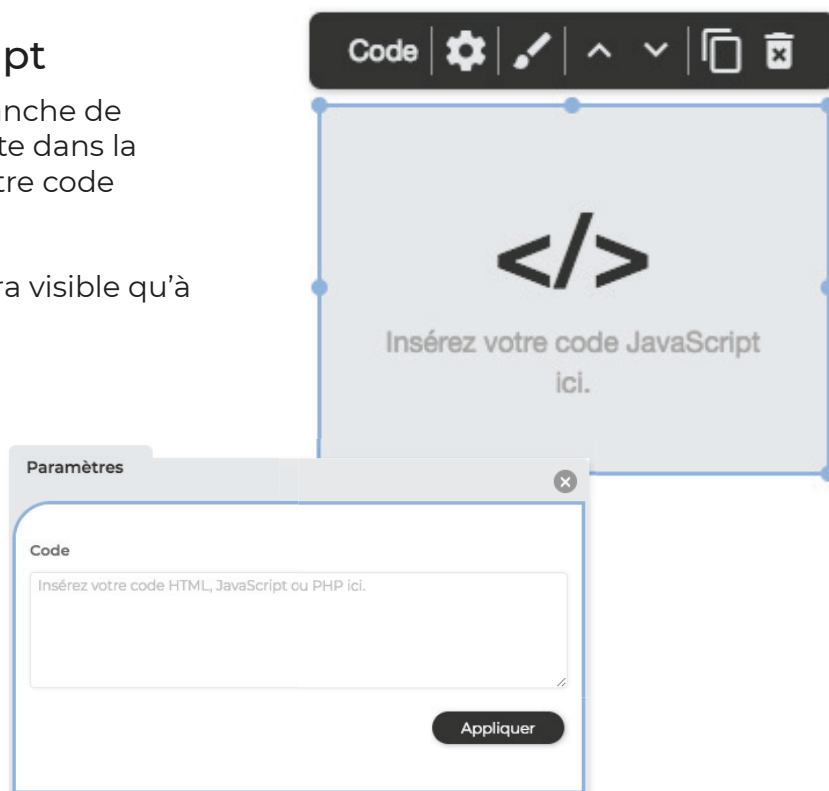 pt
anche de
te dans la
tre code
ra visible qu’à
Code
</>
Insérez votre code JavaScript
ici.
Paramètres
Code
Insérez votre code HTML, JavaScript ou PHP ici.
Appliquer